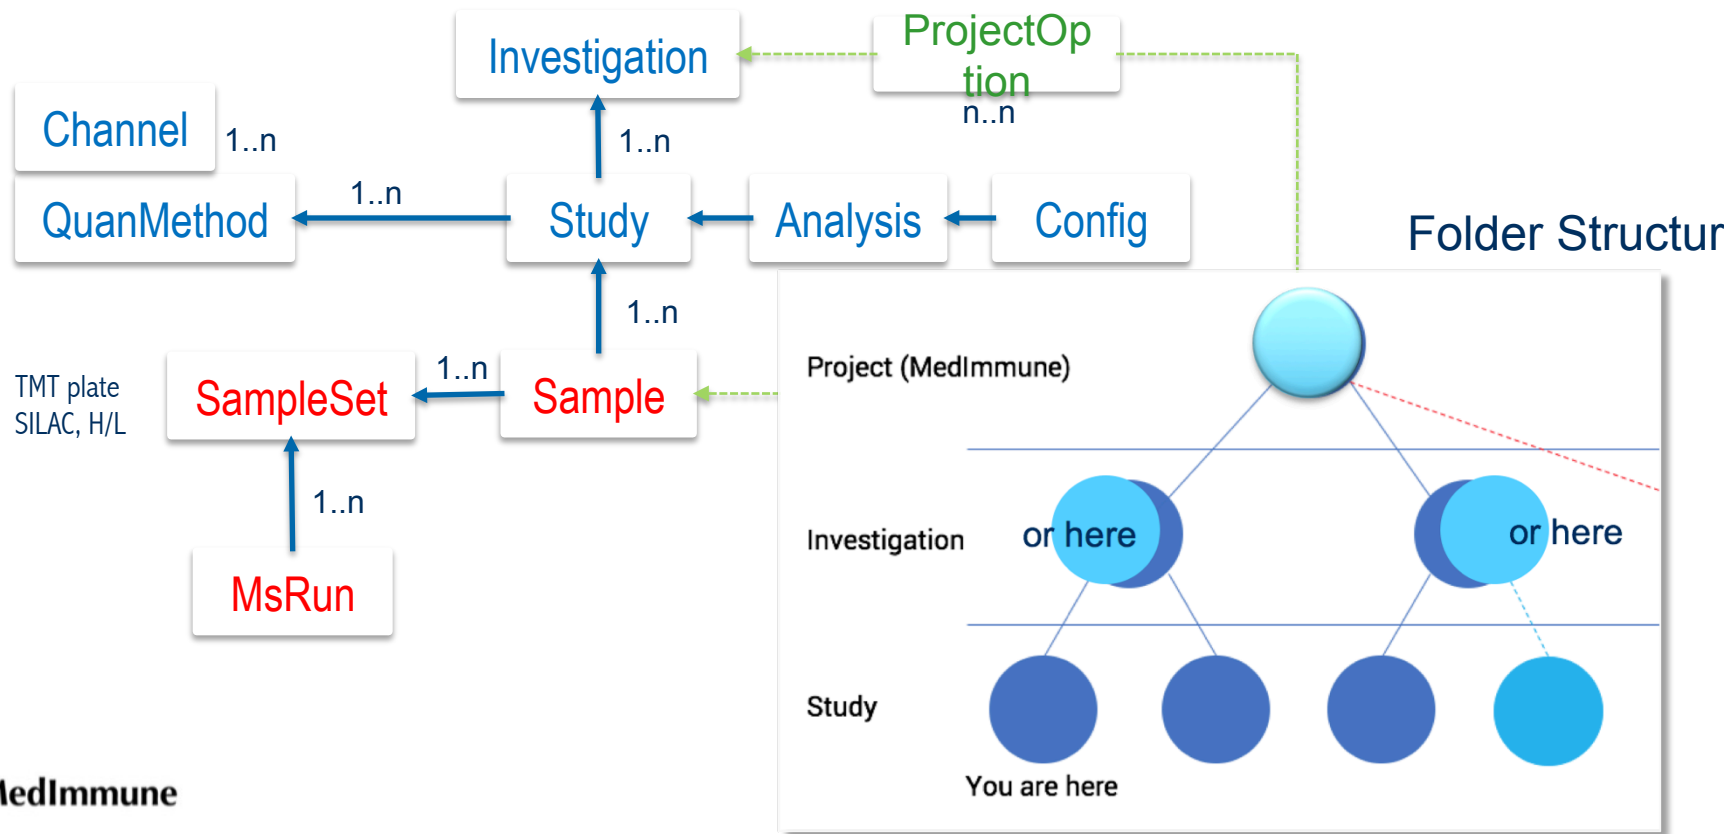 ProjectOp
tion
n..n
Investigation
Channel
1..n
1..n
QuanMethod
1..n
Study
Analysis
Config
Folder Structur
1..n
TMT plate
SILAC, H/L
SampleSet
1..n
Sample
1..n
MsRun
Project (MedImmune)
Investigation
or here
or here
Study
You are here
MedImmune